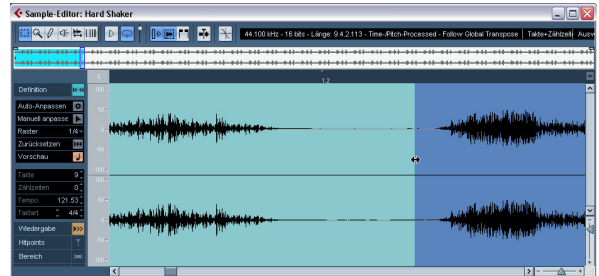 Sample-Editor: Hard Shaker
44.100 kHz - 16 bits - Länge: 9.4.2.113 - Time-/Pitch-Processed - Follow Global Transpose Takte+Zählzeit Ausw
1.2
Definition
Auto-Anpassen
Manuell anpasse
Raster 1/4
Zurücksetzen
Vorschau
Takte 9
Zählzeiten 0
Tempo 121.53
Taktart 4/4
Wiedergabe
Hitpoints
Bereich